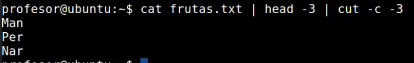 profesor@ubuntu:~$ cat frutas.txt | head -3 | cut -c -3
Man
Per
Nar
profesor@ubuntu:~$